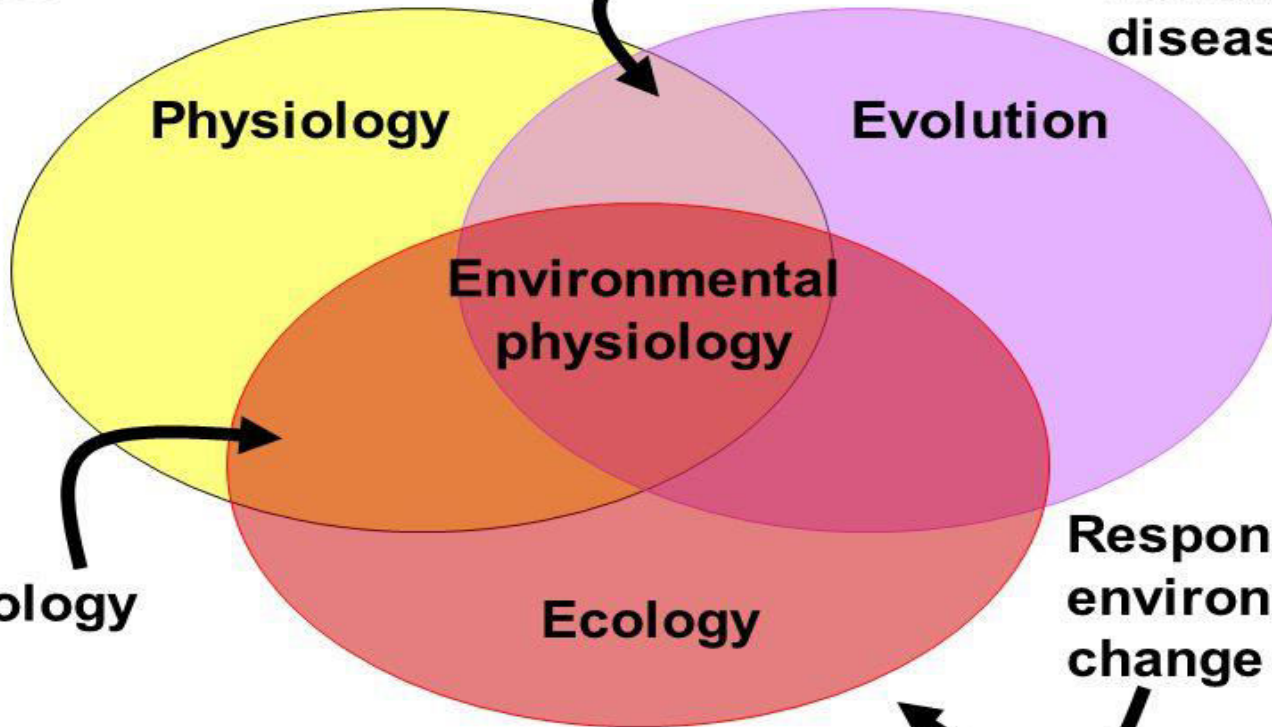 diseas
Physiology
Evolution
Environmental
physiology
Respon
environ
change
ology
Ecology